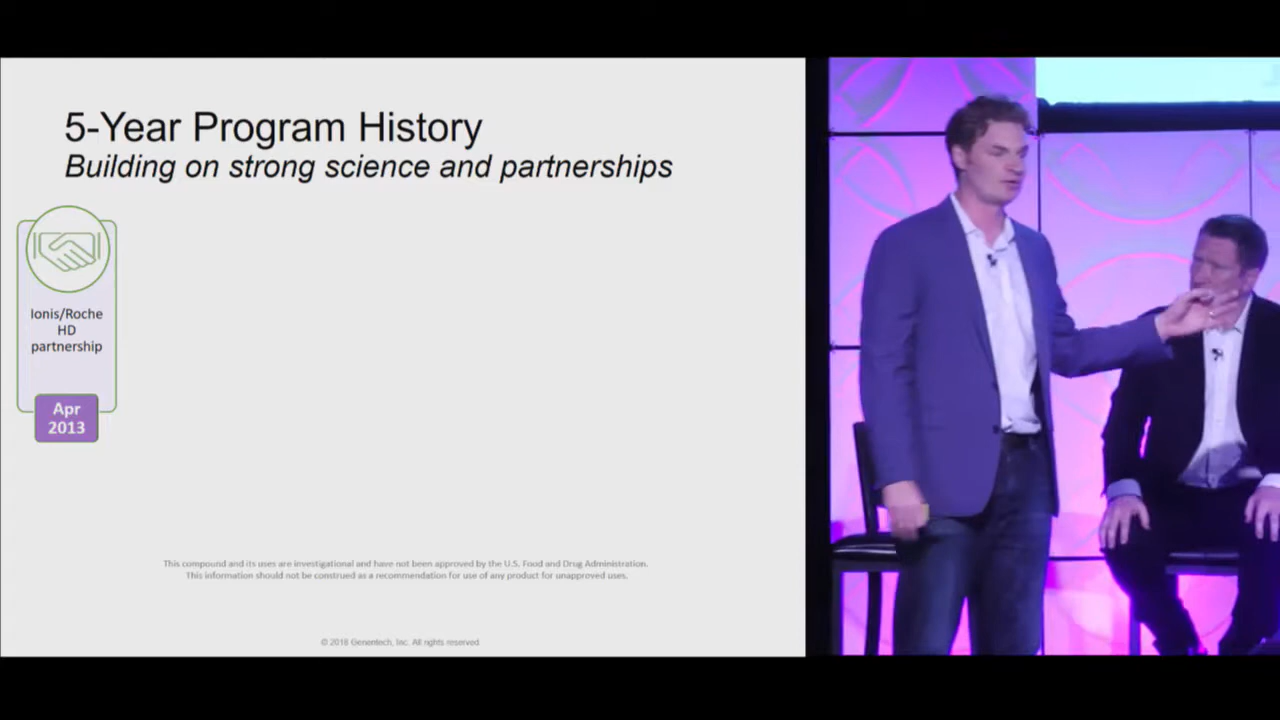 5-Year Program History
Building on strong science and partnerships
Ionis/Roche
HD
partnership
Apr
2013
This compound and its uses are investigational and have not been approved by the U.S. Food and Drug Administration.
This information should not be construed as a recommendation for use of any product for unapproved uses.
© 2018 Genentech, Inc. All rights reserved